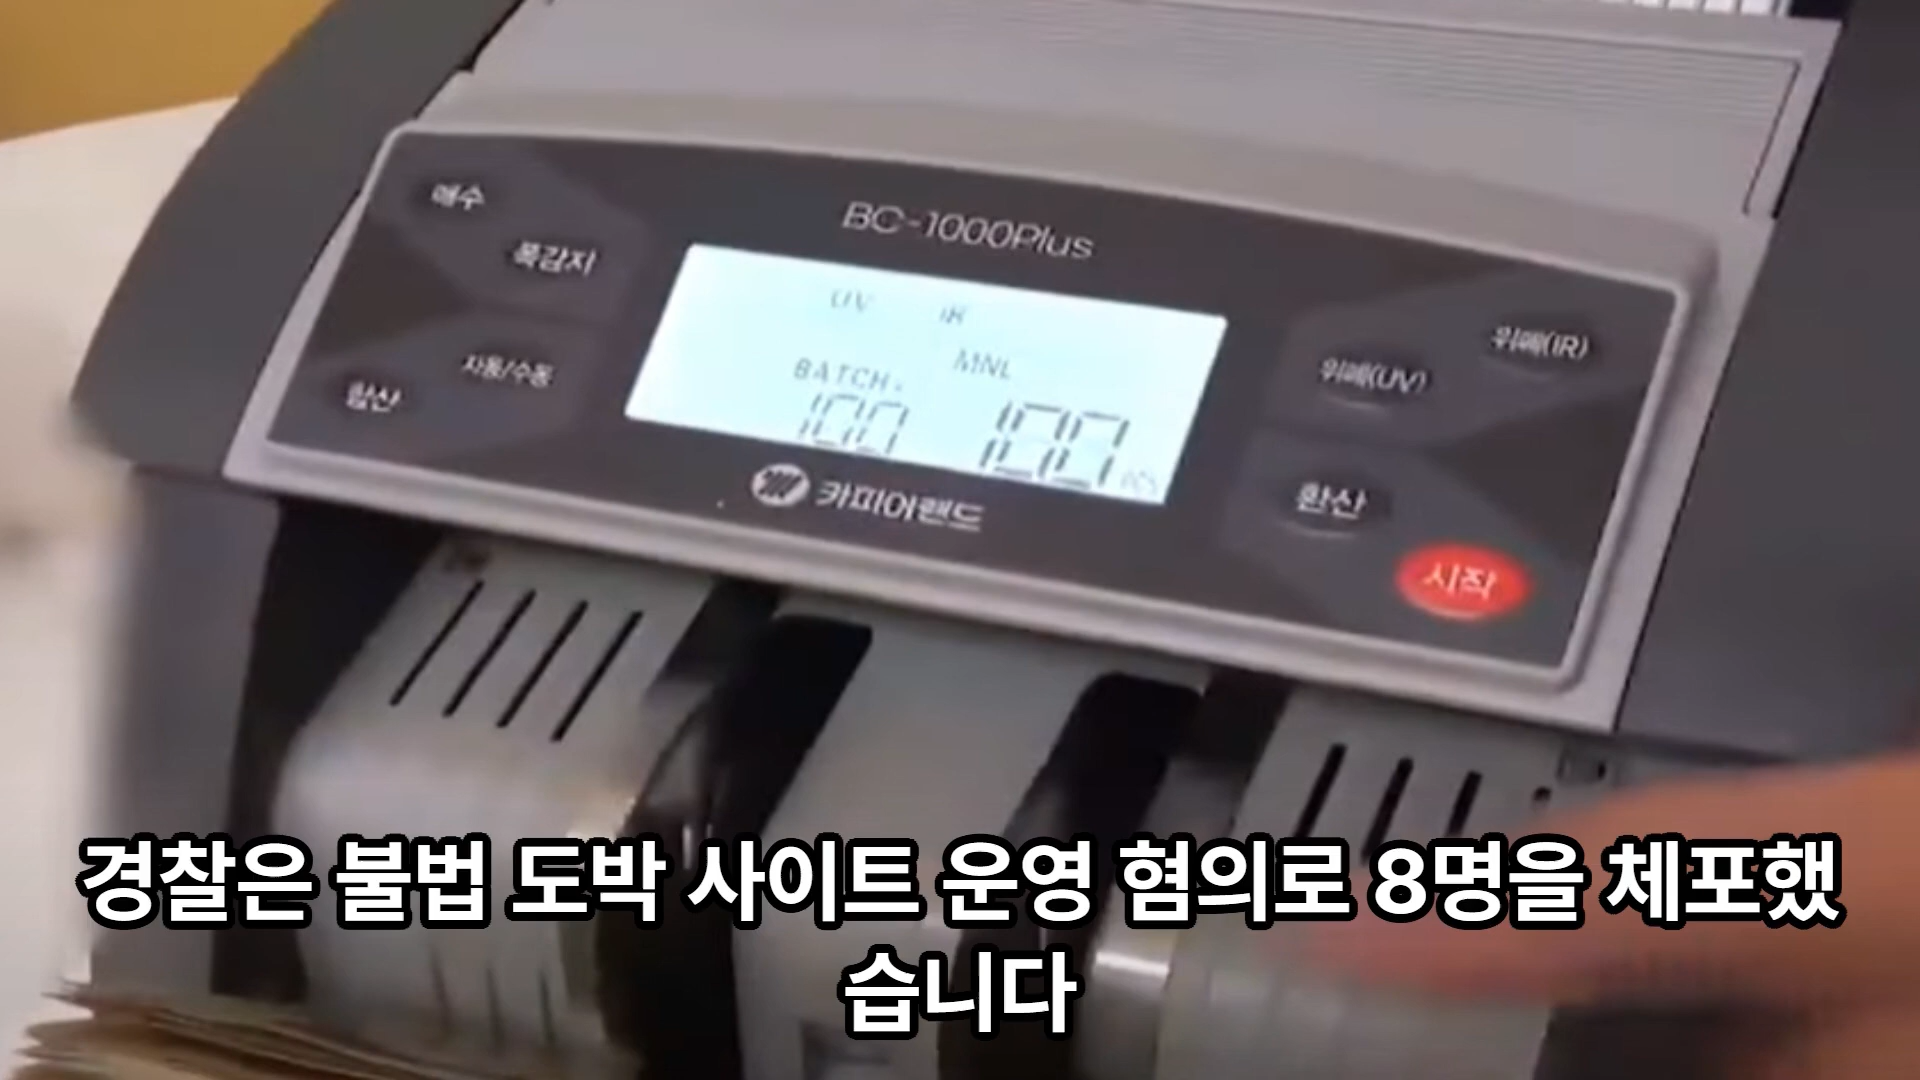 BC-1000Plus
매수
폭감지
자동/수동
합산
UV IR
MNL
BATCH
100 100 PCS
카피어랜드
위폐(IR)
위폐(UV)
환산
시작
경찰은 불법 도박 사이트 운영 혐의로 8명을 체포했
습니다